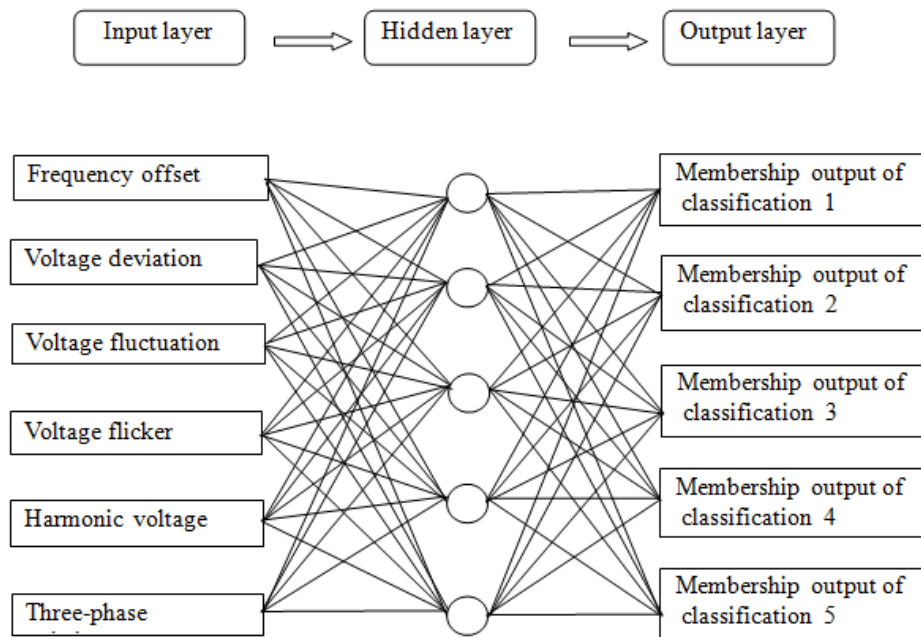 Input layer
Hidden layer
Output layer
Frequency offset
Voltage deviation
Voltage fluctuation
Voltage flicker
Harmonic voltage
Three-phase
Membership output of
classification 1
Membership output of
classification 2
Membership output of
classification 3
Membership output of
classification 4
Membership output of
classification 5